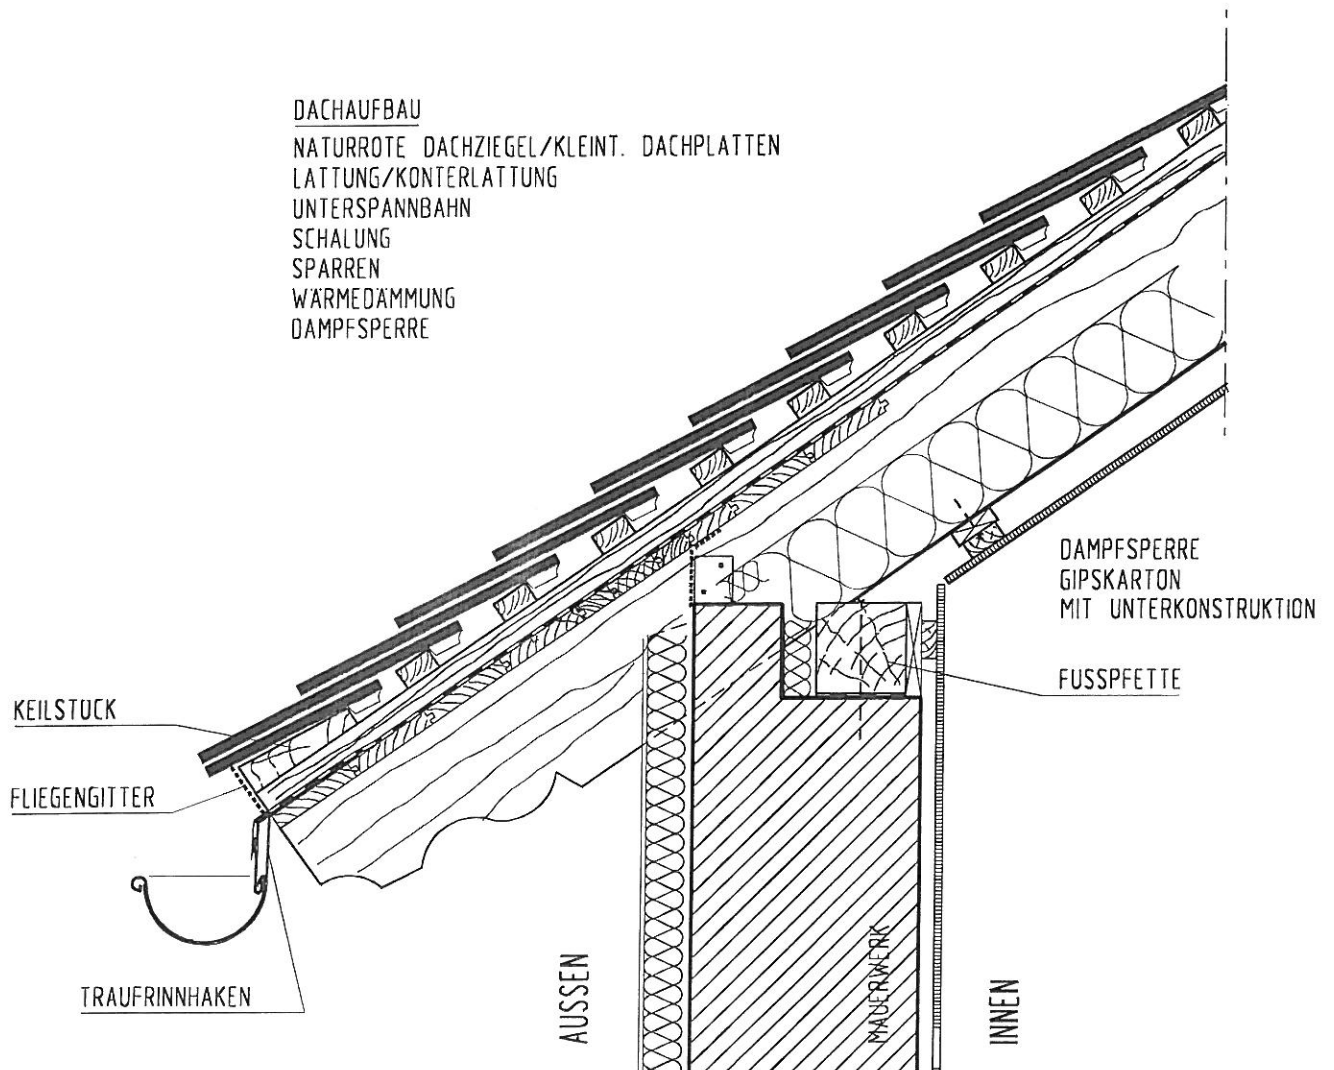 DACHAUFBAU
NATURROTE DACHZIEGEL/KLEINT. DACHPLATTEN
LATTUNG/KONTERLATTUNG
UNTERSPANNBAHN
SCHALUNG
SPARREN
WÄRMEDÄMMUNG
DAMPFSPERRE
DAMPFSPERRE
GIPSKARTON
MIT UNTERKONSTRUKTION
FUSSPFETTE
KEILSTÜCK
FLIEGENGITTER
TRAUFRINNHAKEN
AUSSEN
MAUERWERK
INNEN